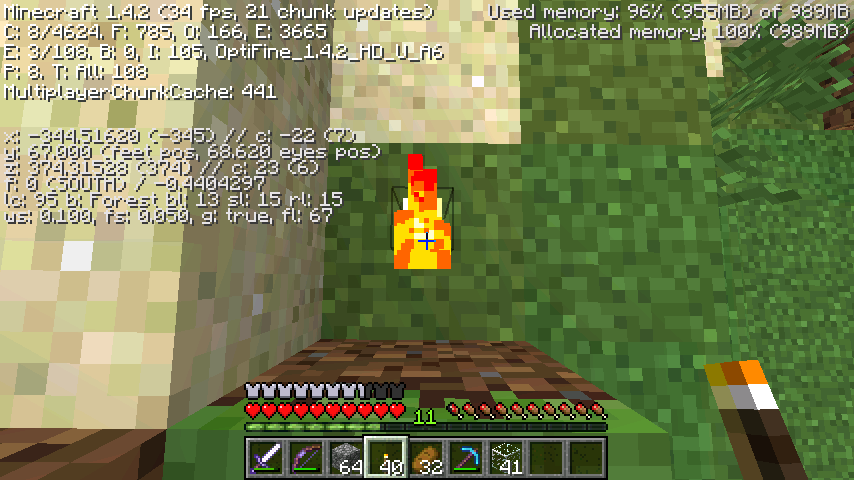 Minecraft 1.4.2 (34 fps, 21 chunk updates)
Used memory: 96% (955MB) of 989MB
C: 8/4624, F: 785, O: 166, E: 3665
Allocated memory: 100% (989MB)
E: 3/108, B: 0, I: 105, OptiFine_1.4.2_HD_U_A6
P: 8, T: All: 108
MultiplayerChunkCache: 441
x: -344.51620 (-345) // c: -22 (7)
y: 67.000 (feet pos, 68.620 eyes pos)
z: 374.31528 (374) // c: 23 (6)
f: 0 (SOUTH) / -0.4404297
lc: 95 b: Forest bl: 13 sl: 15 rl: 15
ws: 0.100, fs: 0.050, g: true, fl: 67
11
64 40 32 41